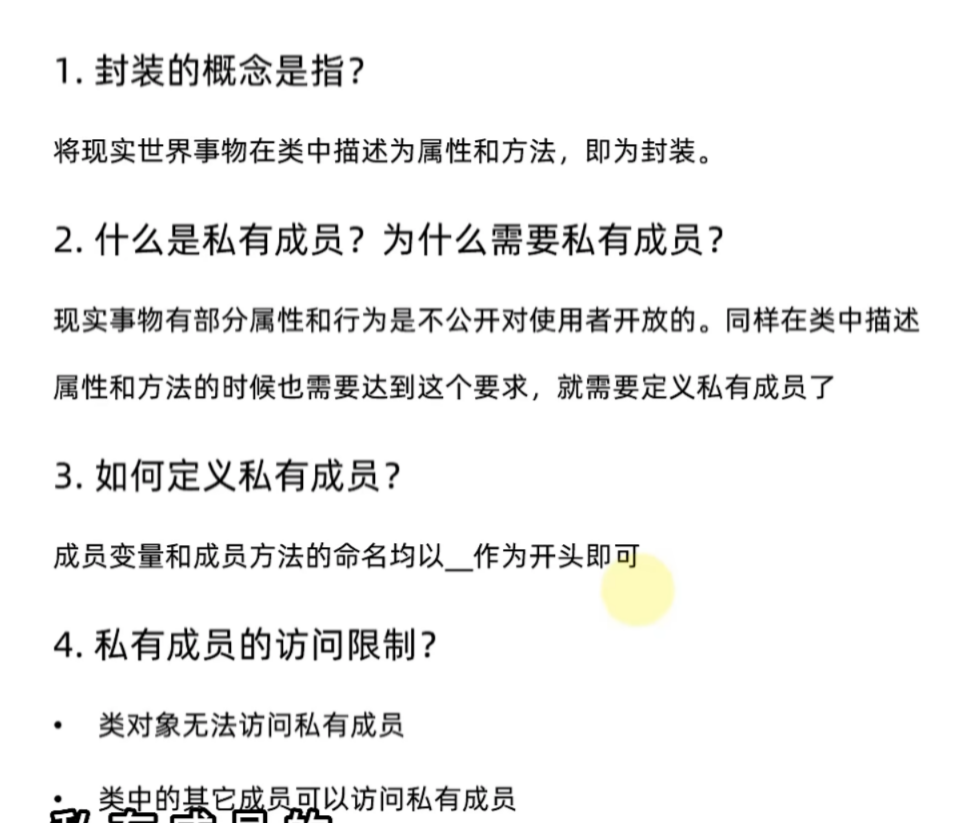 1. 封装的概念是指？
将现实世界事物在类中描述为属性和方法，即为封装。
2. 什么是私有成员？为什么需要私有成员？
现实事物有部分属性和行为是不公开对使用者开放的。同样在类中描述
属性和方法的时候也需要达到这个要求，就需要定义私有成员了
3. 如何定义私有成员？
成员变量和成员方法的命名均以__作为开头即可
4. 私有成员的访问限制？
• 类对象无法访问私有成员
• 类中的其它成员可以访问私有成员
私有成员的